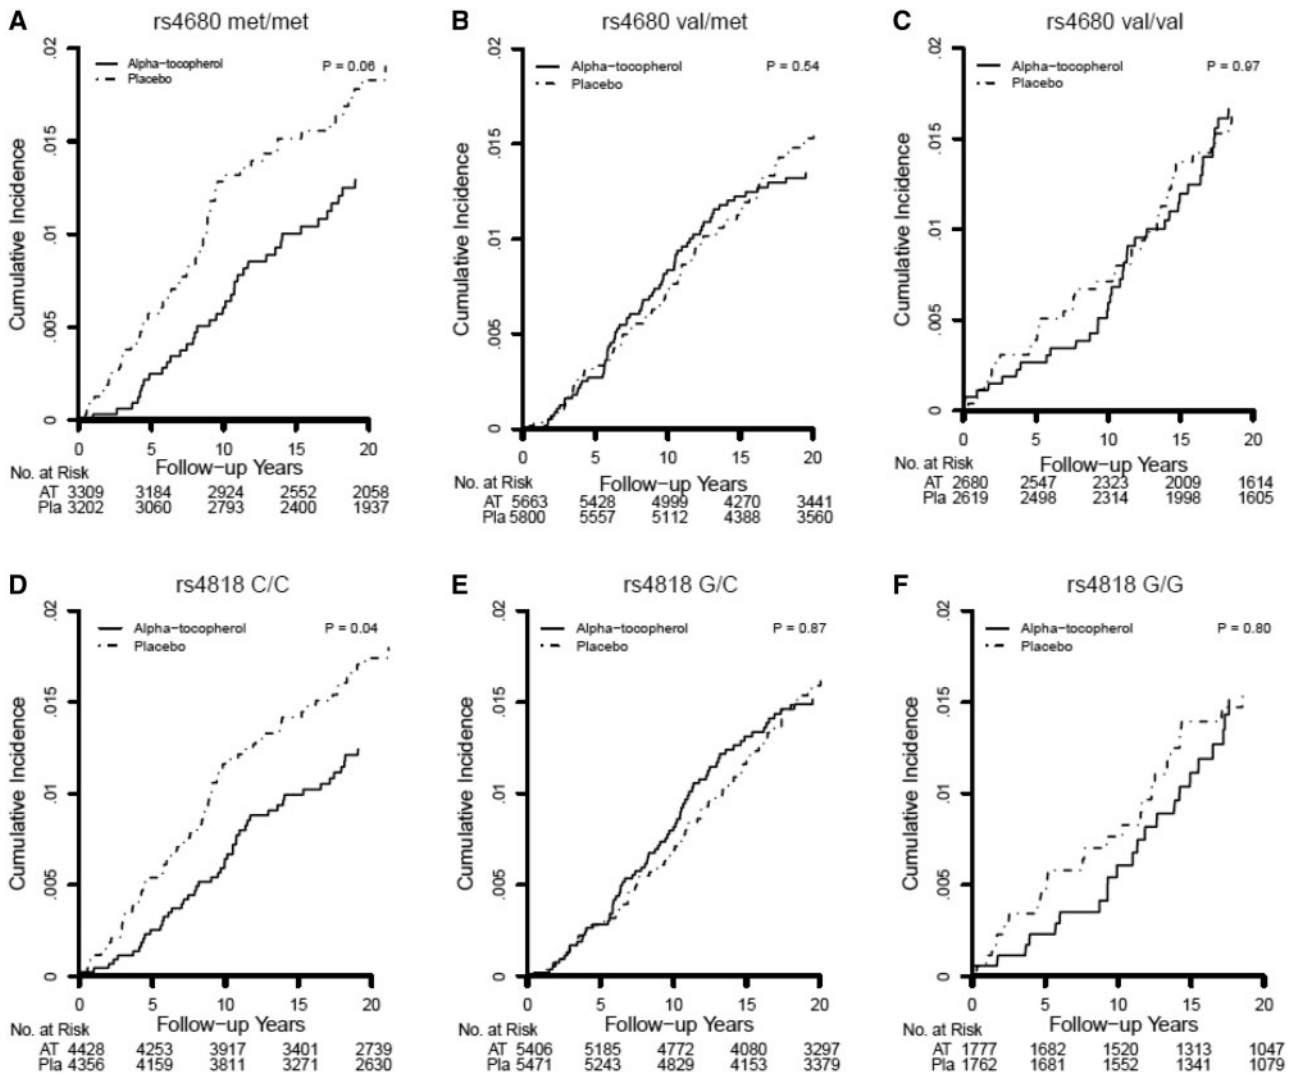 A
rs4680 met/met
Alpha-tocopherol
Placebo
P = 0.06
Cumulative Incidence
.02
.015
.01
.005
0
0 5 10 15 20
Follow-up Years
No. at Risk
AT 3309 3184 2924 2552 2058
Pla 3202 3060 2793 2400 1937
B
rs4680 val/met
Alpha-tocopherol
Placebo
P = 0.54
Cumulative Incidence
.02
.015
.01
.005
0
0 5 10 15 20
Follow-up Years
No. at Risk
AT 5663 5428 4999 4270 3441
Pla 5800 5557 5112 4388 3560
C
rs4680 val/val
Alpha-tocopherol
Placebo
P = 0.97
Cumulative Incidence
.02
.015
.01
.005
0
0 5 10 15 20
Follow-up Years
No. at Risk
AT 2680 2547 2323 2009 1614
Pla 2619 2498 2314 1998 1605
D
rs4818 C/C
Alpha-tocopherol
Placebo
P = 0.04
Cumulative Incidence
.02
.015
.01
.005
0
0 5 10 15 20
Follow-up Years
No. at Risk
AT 4428 4253 3917 3401 2739
Pla 4356 4159 3811 3271 2630
E
rs4818 G/C
Alpha-tocopherol
Placebo
P = 0.87
Cumulative Incidence
.02
.015
.01
.005
0
0 5 10 15 20
Follow-up Years
No. at Risk
AT 5406 5185 4772 4080 3297
Pla 5471 5243 4829 4153 3379
F
rs4818 G/G
Alpha-tocopherol
Placebo
P = 0.80
Cumulative Incidence
.02
.015
.01
.005
0
0 5 10 15 20
Follow-up Years
No. at Risk
AT 1777 1682 1520 1313 1047
Pla 1762 1681 1552 1341 1079